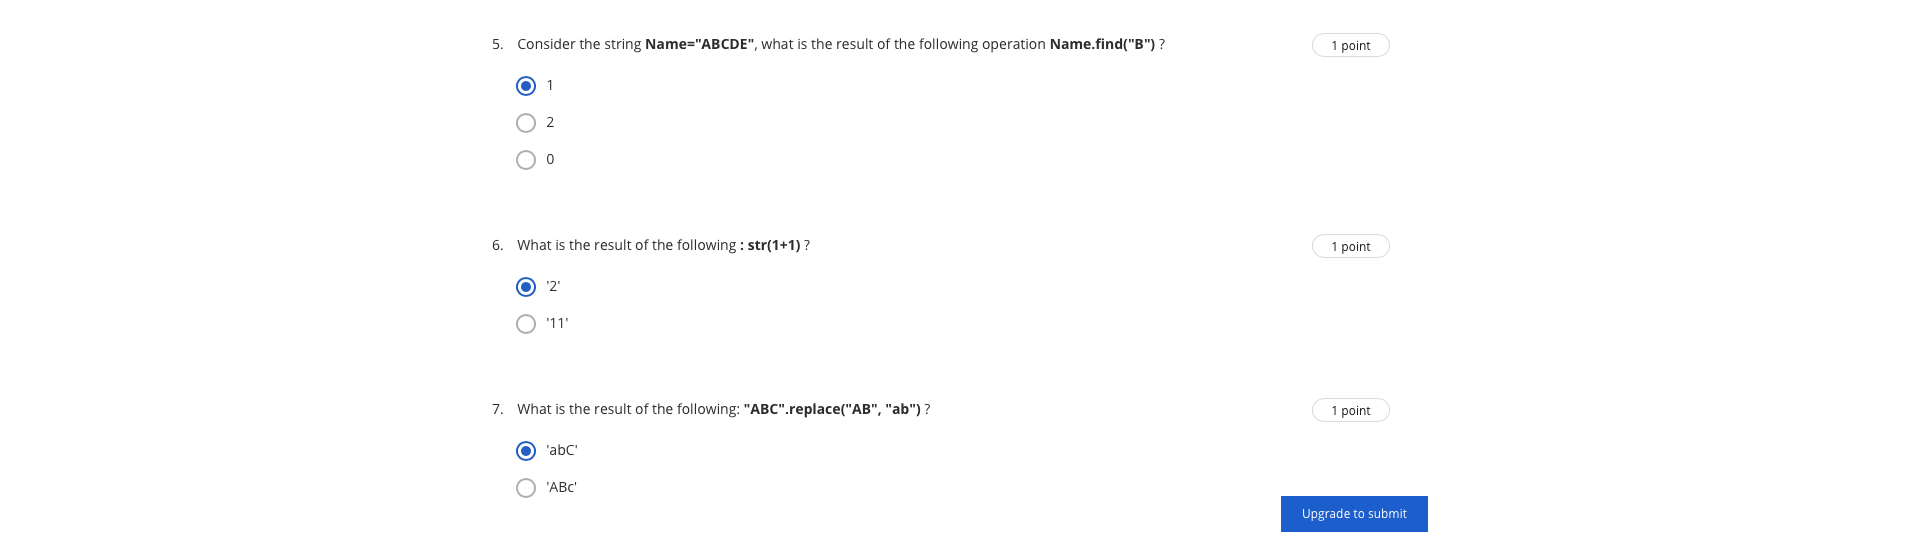 5. Consider the string Name="ABCDE", what is the result of the following operation Name.find("B") ?
1 point
1
2
0
6. What is the result of the following : str(1+1) ?
1 point
'2'
'11'
7. What is the result of the following: "ABC".replace("AB", "ab") ?
1 point
'abC'
'ABc'
Upgrade to submit